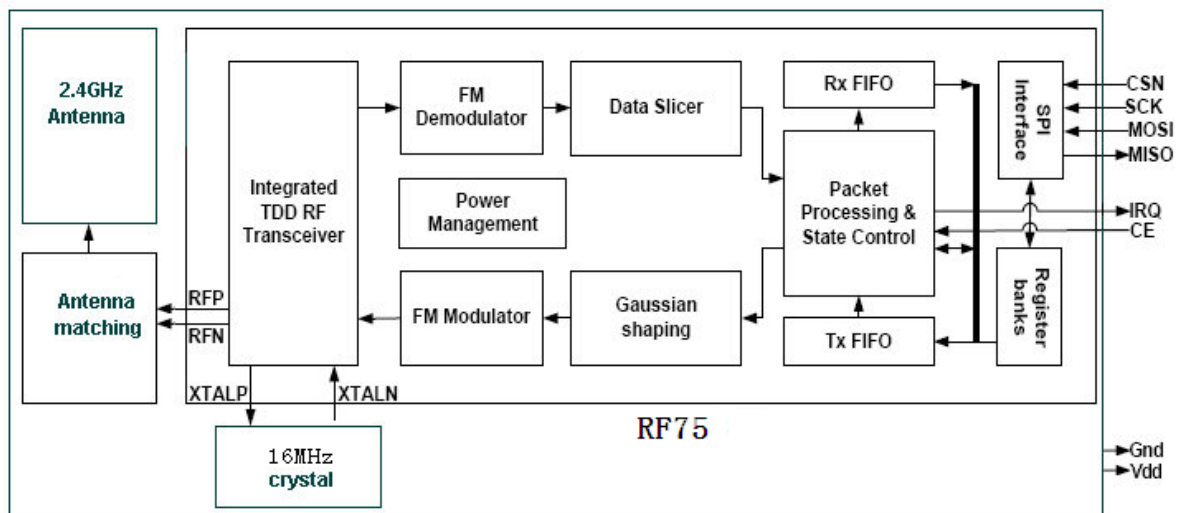 2.4GHz
Antenna
Antenna
matching
RFP
RFN
XTALP
XTALN
16MHz
crystal
Integrated
TDD RF
Transceiver
FM
Demodulator
Data Slicer
Power
Management
FM Modulator
Gaussian
shaping
Rx FIFO
Packet
Processing &
State Control
Tx FIFO
SPI
Interface
Register
banks
CSN
SCK
MOSI
MISO
IRQ
CE
RF75
Gnd
Vdd